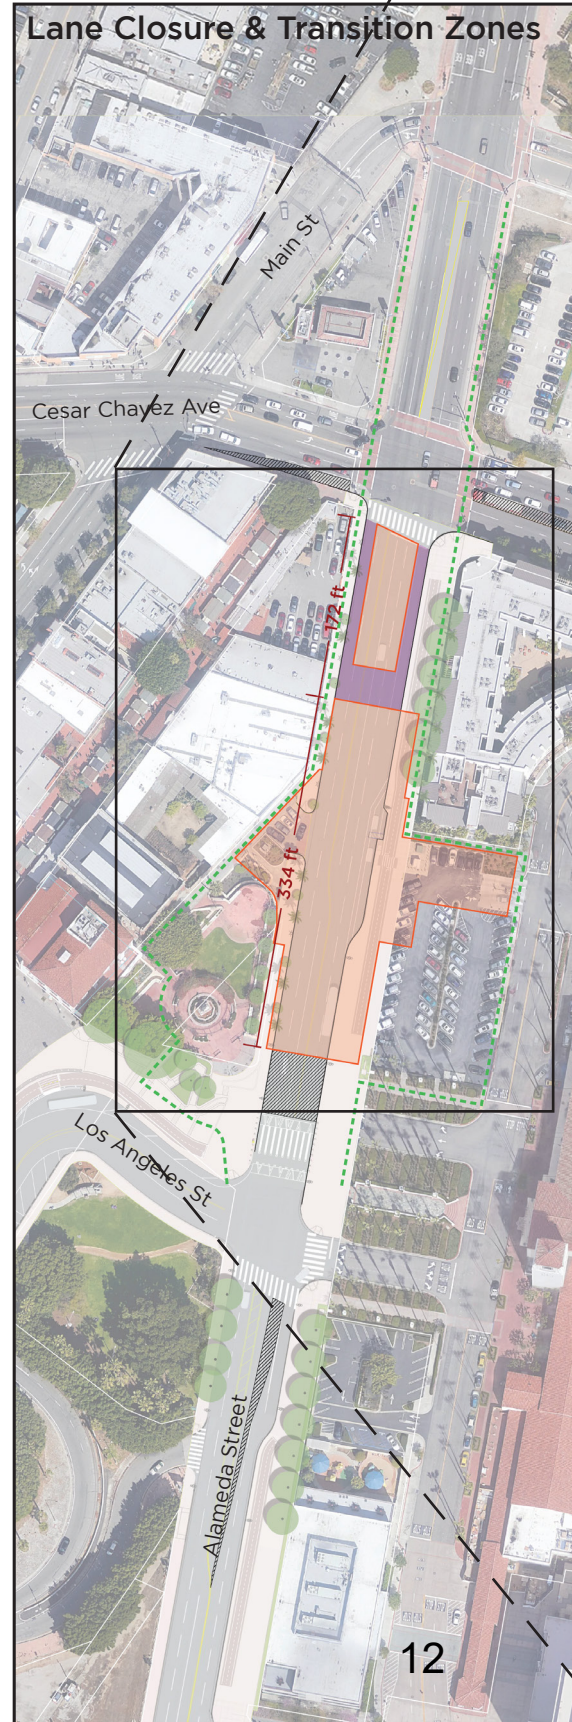 Lane Closure & Transition Zones
Main St
Cesar Chavez Ave
172 ft
334 ft
Los Angeles St
Alameda Street
12